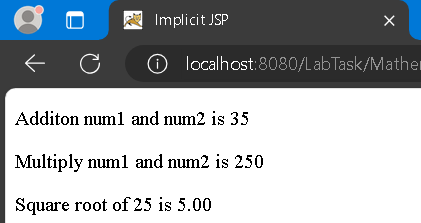 Implicit JSP
localhost:8080/LabTask/Mathe
Additon num1 and num2 is 35
Multiply num1 and num2 is 250
Square root of 25 is 5.00